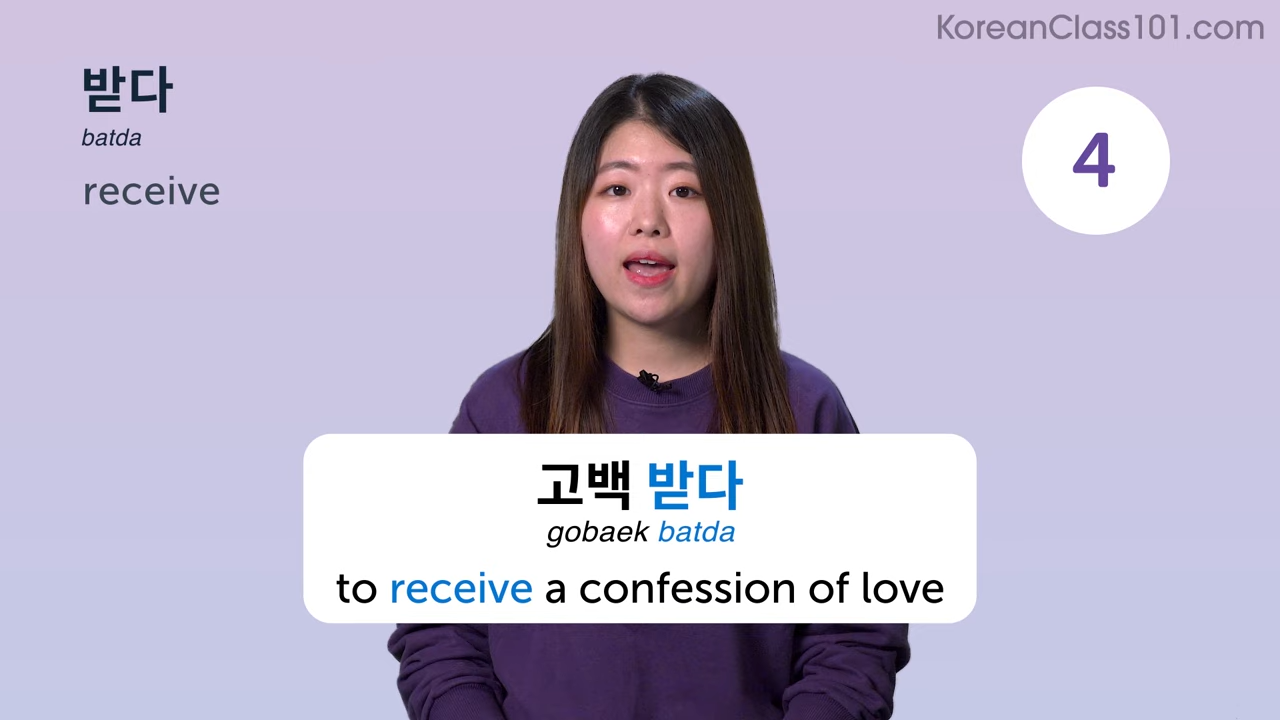 KoreanClass101.com
받다
batda
receive
4
고백 받다
gobaek batda
to receive a confession of love